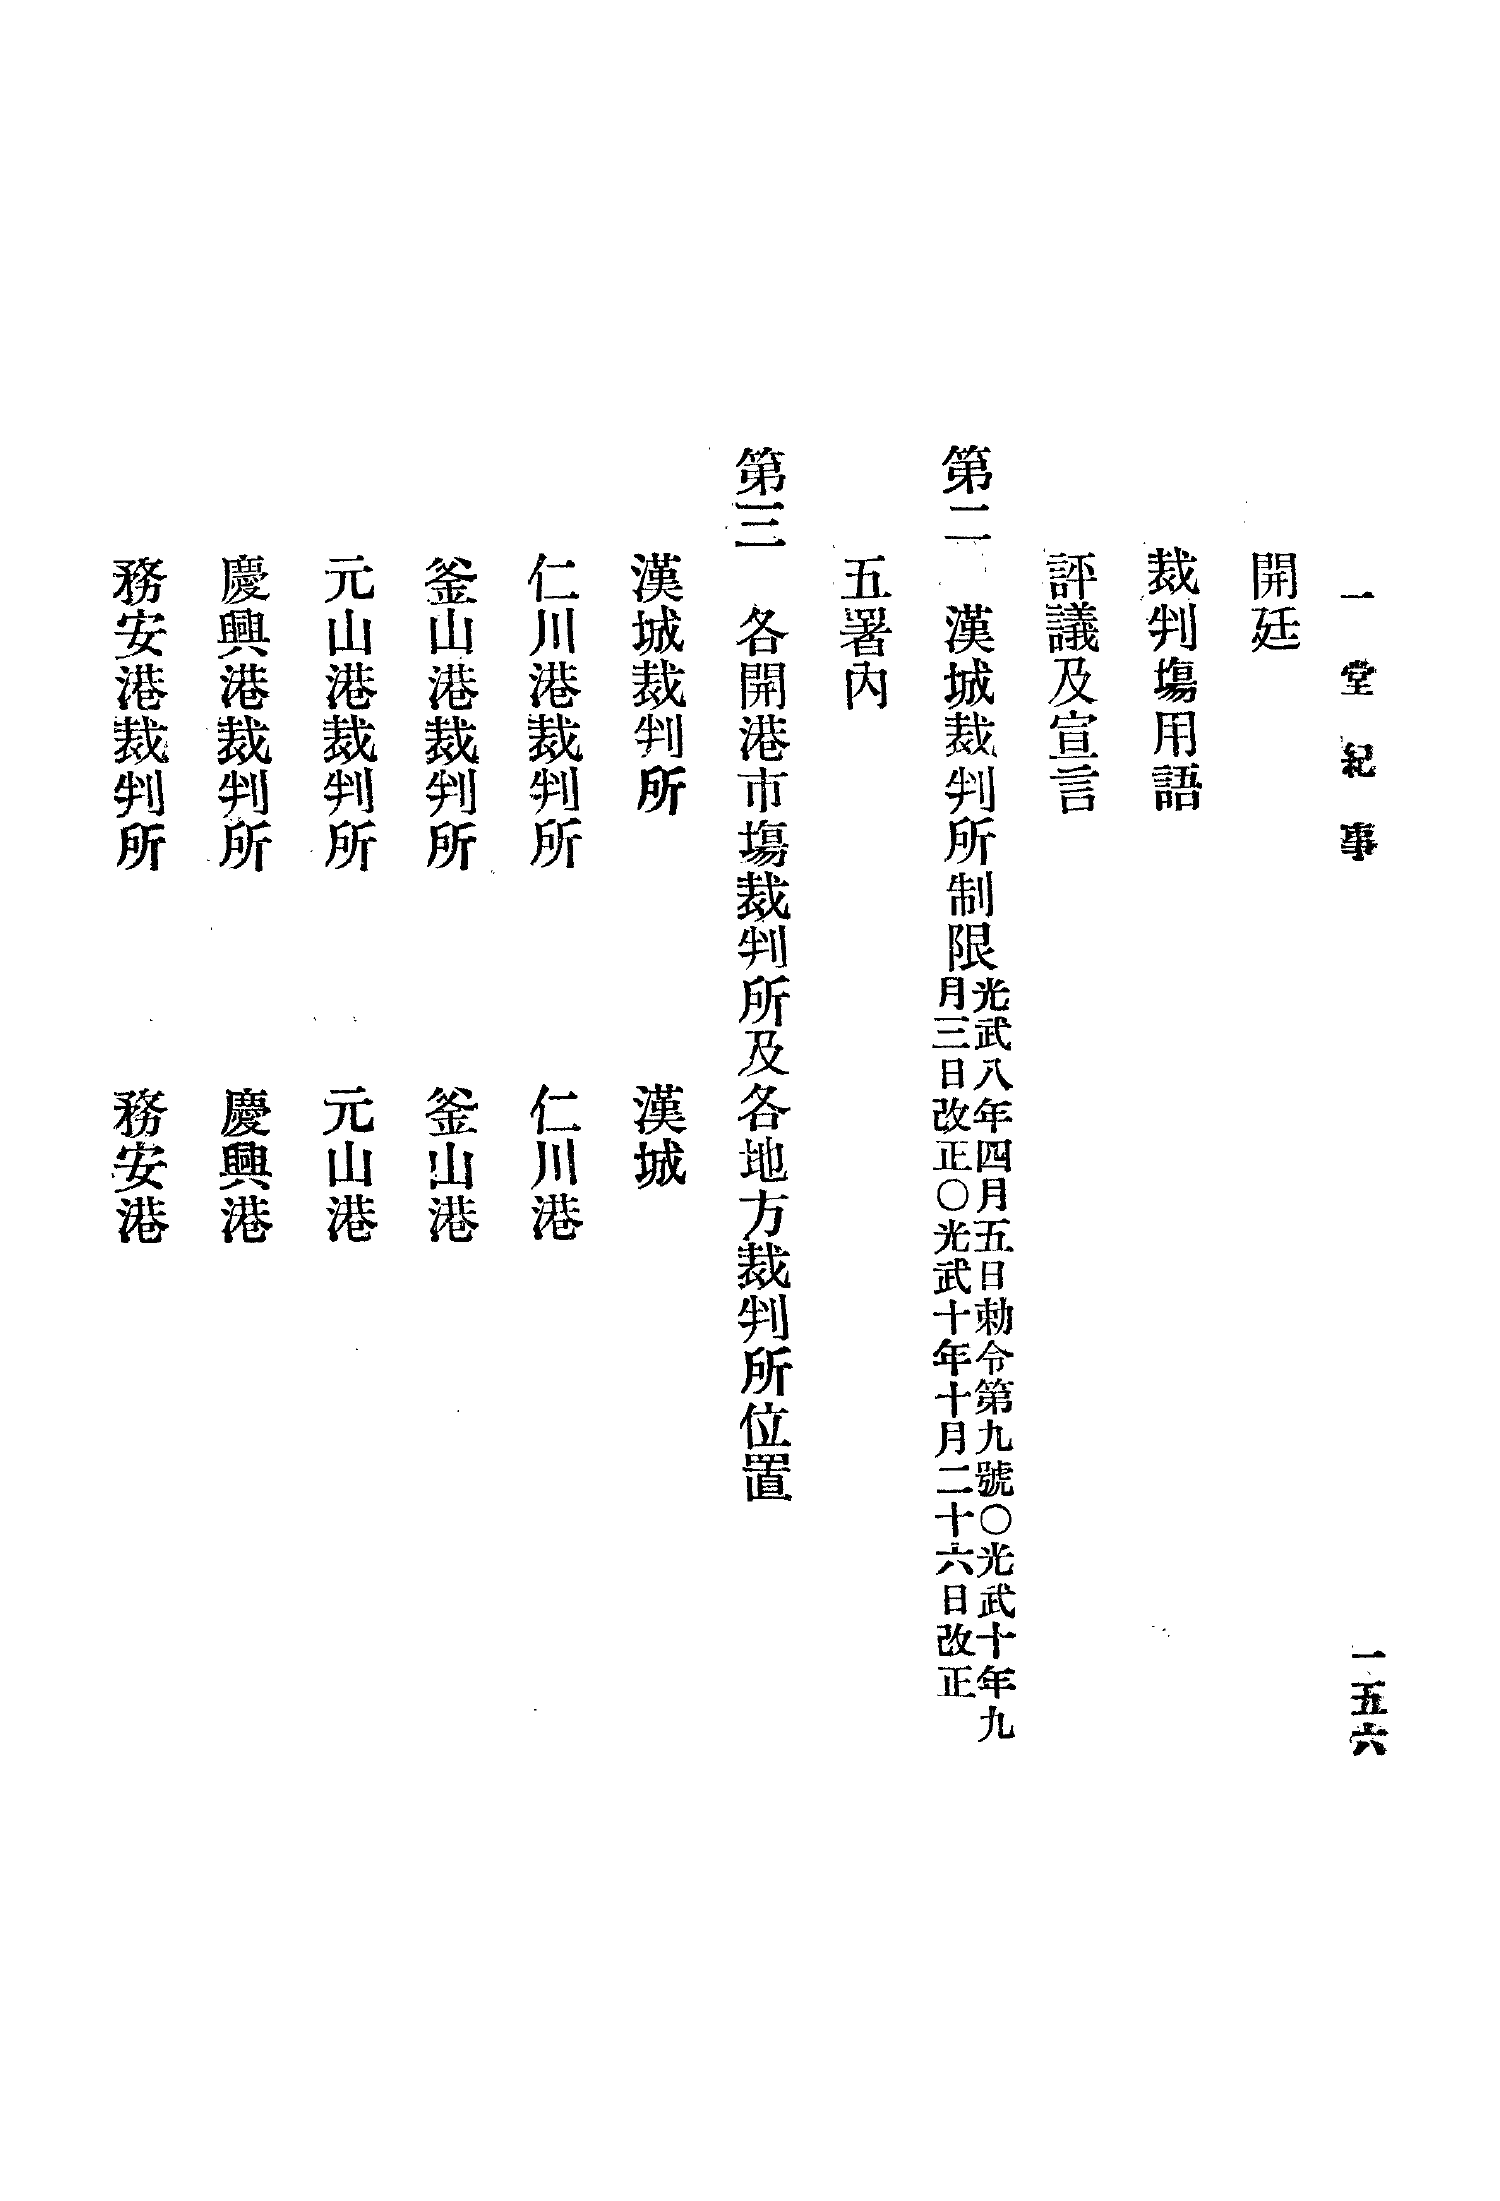 一堂紀事　一五六
開廷
裁判塲用語
評議及宣言
第二　漢城裁判所制限
光武八年四月五日勅令第九號〇光武十年九
月三日改正〇光武十年十月二十六日改正
五署內
第三　各開港市塲裁判所及各地方裁判所位置
漢城裁判所　漢城
仁川港裁判所　仁川港
釜山港裁判所　釜山港
元山港裁判所　元山港
慶興港裁判所　慶興港
務安港裁判所　務安港